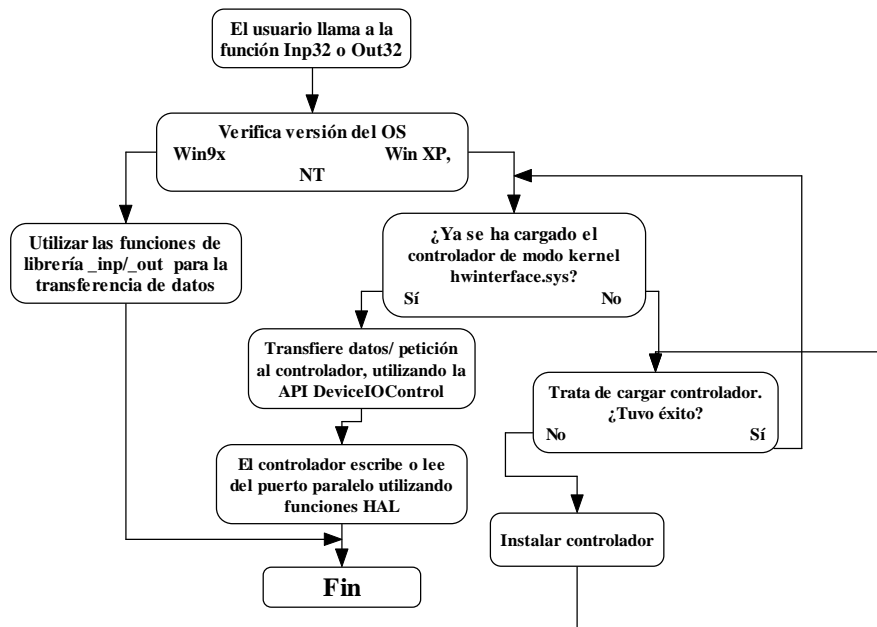 El usuario llama a la
función Inp32 o Out32
Verifica versión del OS
Win9x Win XP,
NT
Utilizar las funciones de
librería _inp/_out para la
transferencia de datos
¿Ya se ha cargado el
controlador de modo kernel
hwinterface.sys?
Sí No
Transfiere datos/ petición
al controlador, utilizando la
API DeviceIOControl
Trata de cargar controlador.
¿Tuvo éxito?
No Sí
El controlador escribe o lee
del puerto paralelo utilizando
funciones HAL
Instalar controlador
Fin